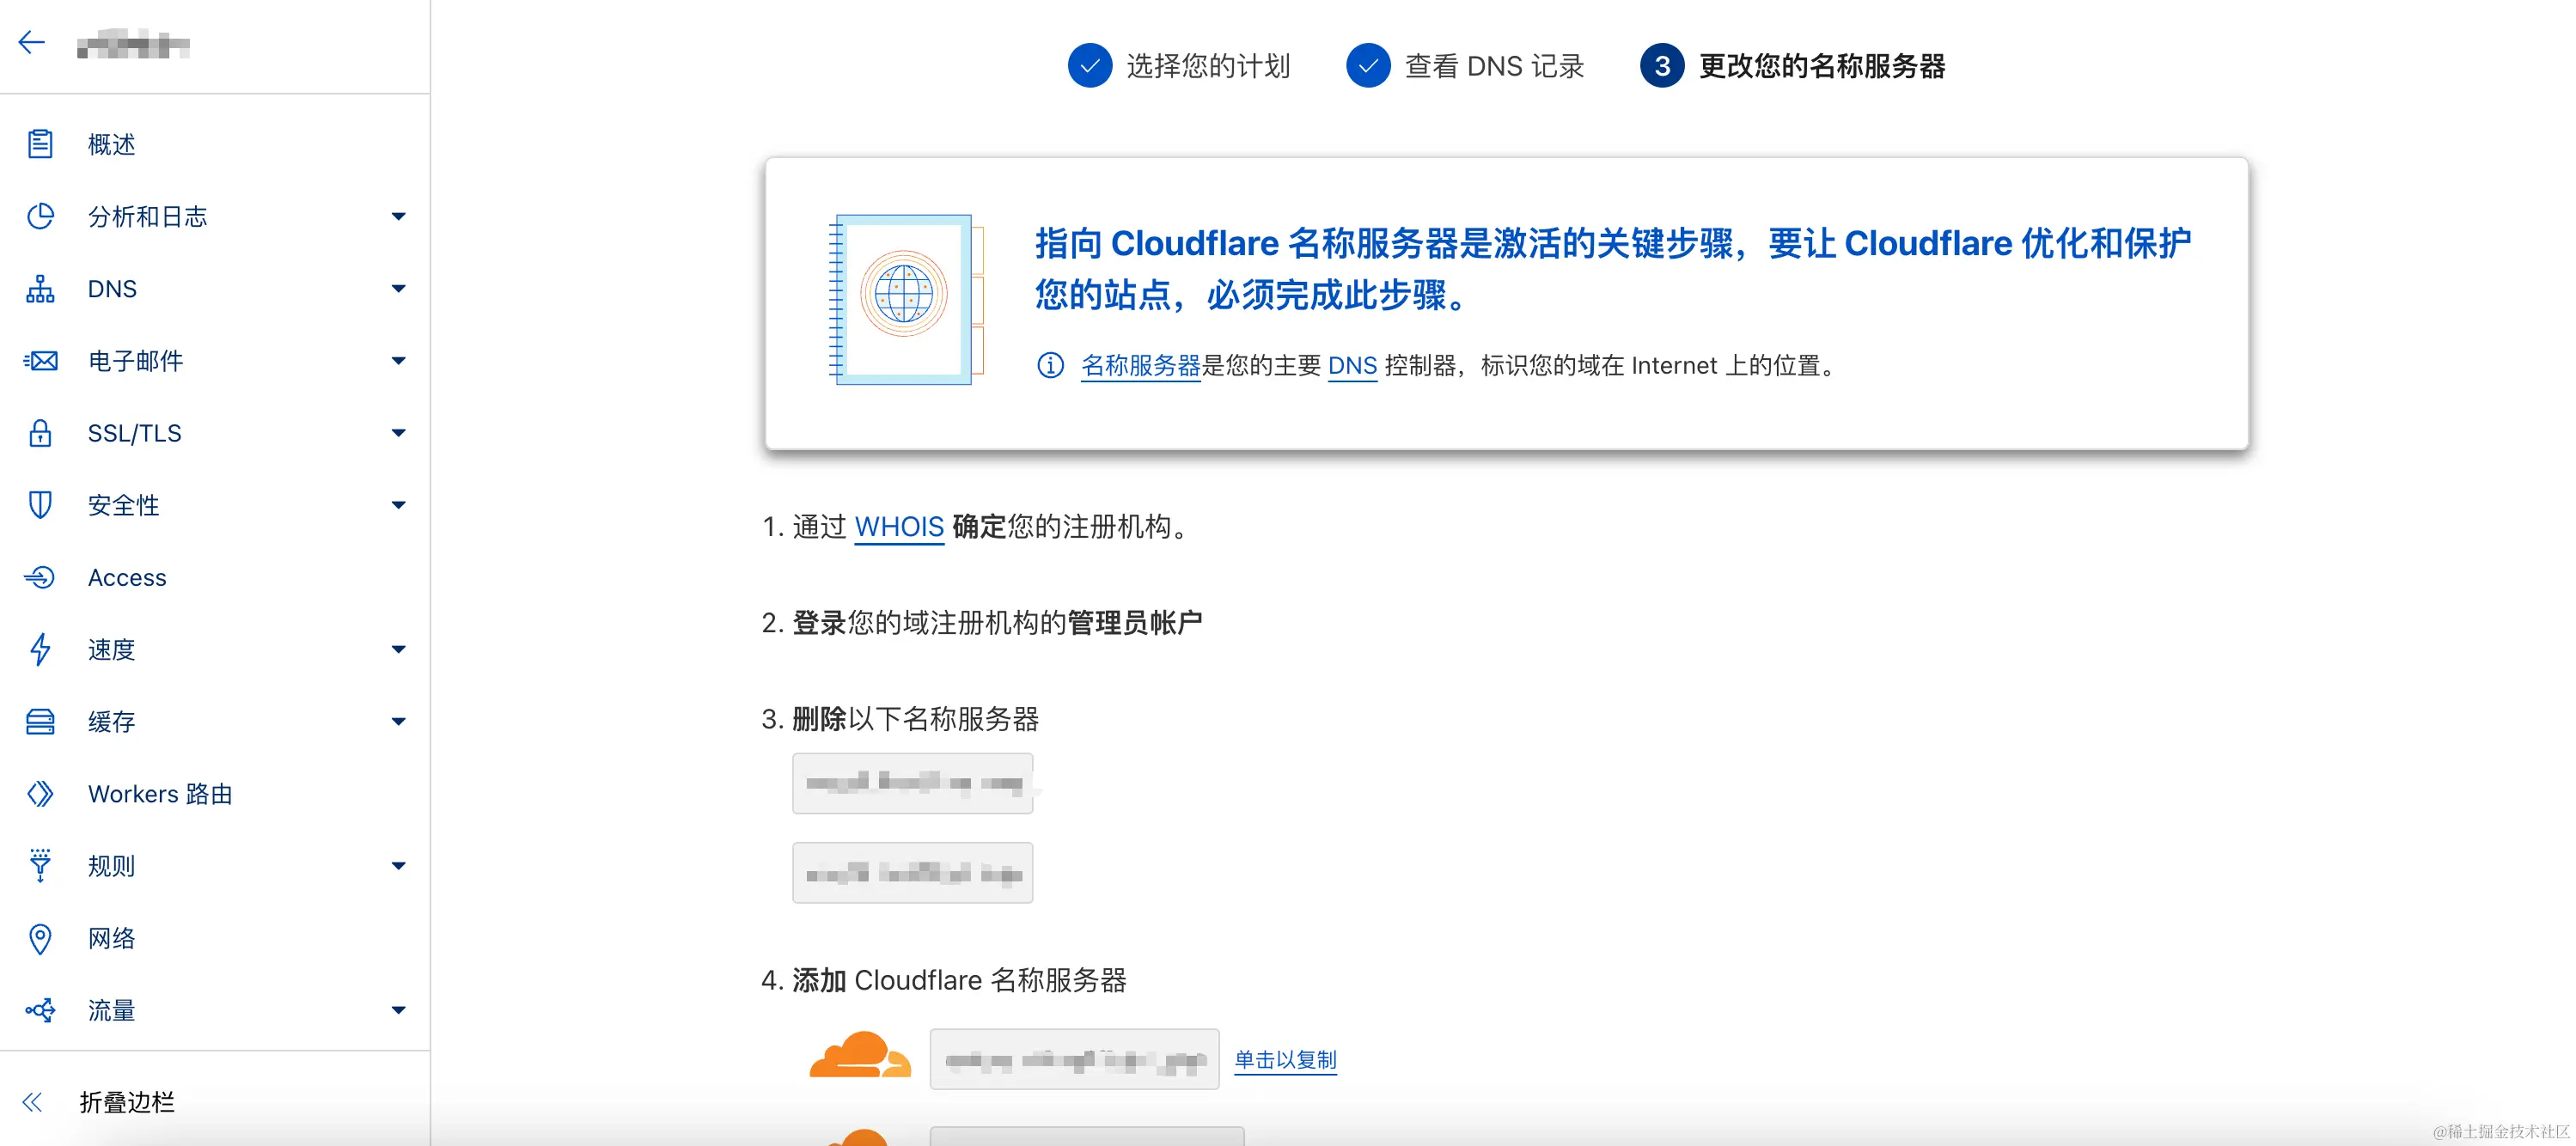 选择您的计划
查看 DNS 记录
3 更改您的名称服务器
概述
分析和日志
DNS
电子邮件
SSL/TLS
安全性
Access
速度
缓存
Workers 路由
规则
网络
流量
折叠边栏
指向 Cloudflare 名称服务器是激活的关键步骤，要让 Cloudflare 优化和保护
您的站点，必须完成此步骤。
名称服务器是您的主要 DNS 控制器，标识您的域在 Internet 上的位置。
1. 通过 WHOIS 确定您的注册机构。
2. 登录您的域注册机构的管理员帐户
3. 删除以下名称服务器
4. 添加 Cloudflare 名称服务器
单击以复制
@稀土掘金技术社区